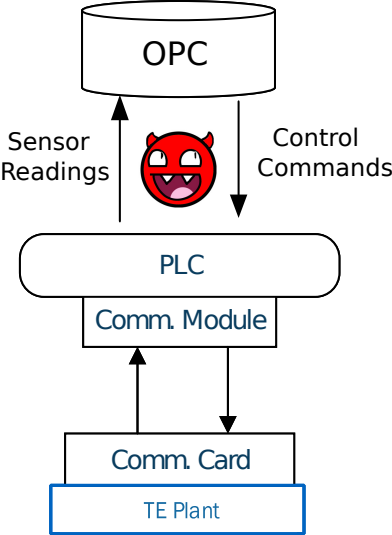 OPC
Sensor
Readings
Control
Commands
PLC
Comm. Module
Comm. Card
TE Plant